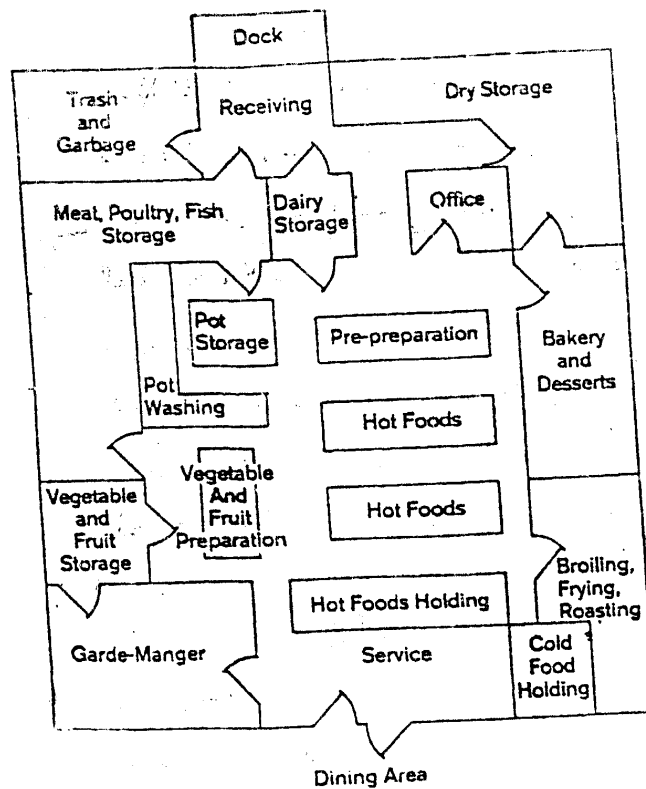 Dock
Trash
and
Garbage
Receiving
Dry Storage
Meat, Poultry, Fish
Storage
Dairy
Storage
Office
Pot
Storage
Pre-preparation
Bakery
and
Desserts
Pot
Washing
Hot Foods
Vegetable
And
Fruit
Preparation
Hot Foods
Vegetable
and
Fruit
Storage
Broiling,
Frying,
Roasting
Hot Foods Holding
Garde-Manger
Service
Cold
Food
Holding
Dining Area